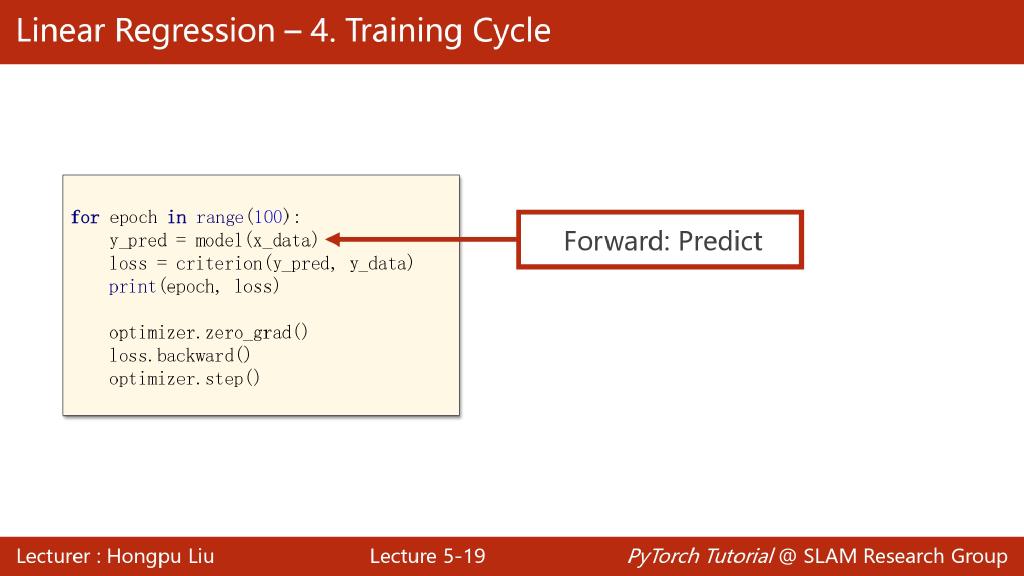 Linear Regression – 4. Training Cycle
for epoch in range(100):
    y_pred = model(x_data)
    loss = criterion(y_pred, y_data)
    print(epoch, loss)
    optimizer.zero_grad()
    loss.backward()
    optimizer.step()
Forward: Predict
Lecturer : Hongpu Liu
Lecture 5-19
PyTorch Tutorial @ SLAM Research Group